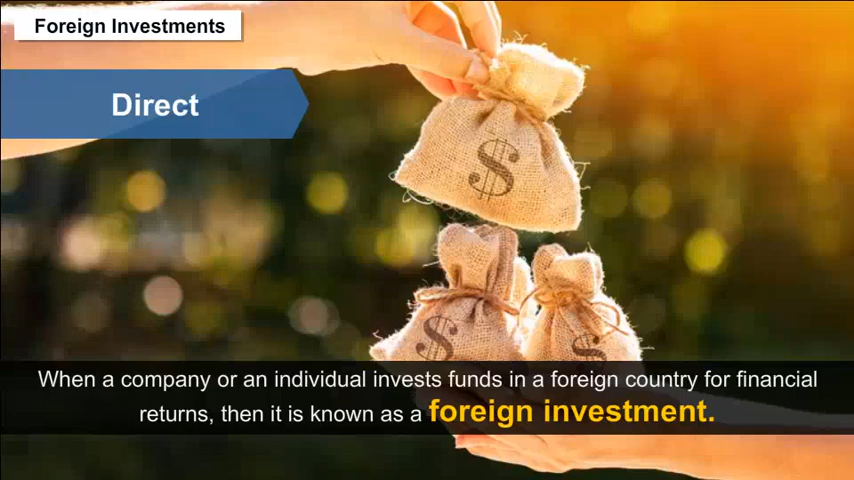 Foreign Investments
Direct
$
$
$
When a company or an individual invests funds in a foreign country for financial
returns, then it is known as a foreign investment.